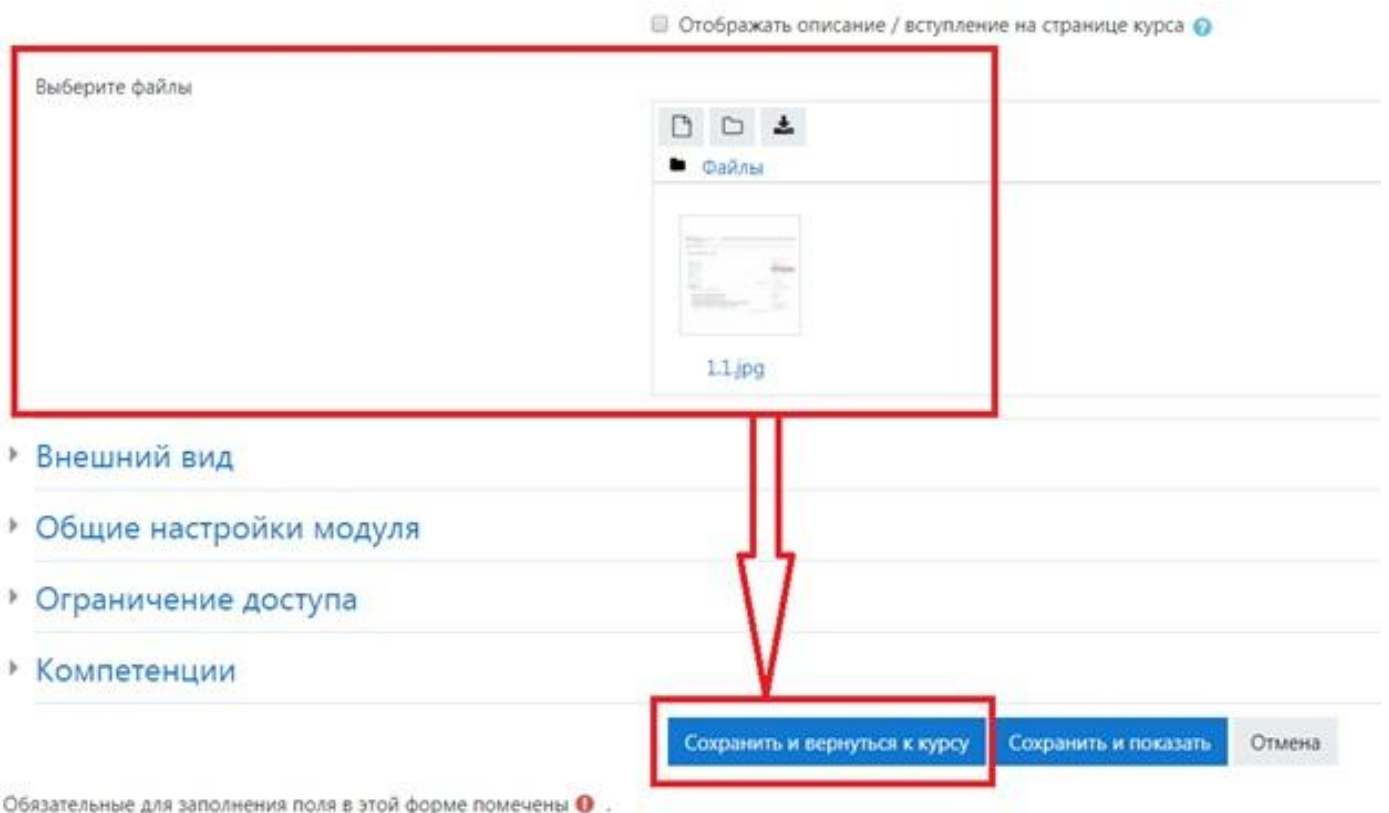 Отображать описание / вступление на странице курса
Выберите файлы
Файлы
1.1.jpg
Внешний вид
Общие настройки модуля
Ограничение доступа
Компетенции
Сохранить и вернуться к курсу Сохранить и показать Отмена
Обязательные для заполнения поля в этой форме помечены .